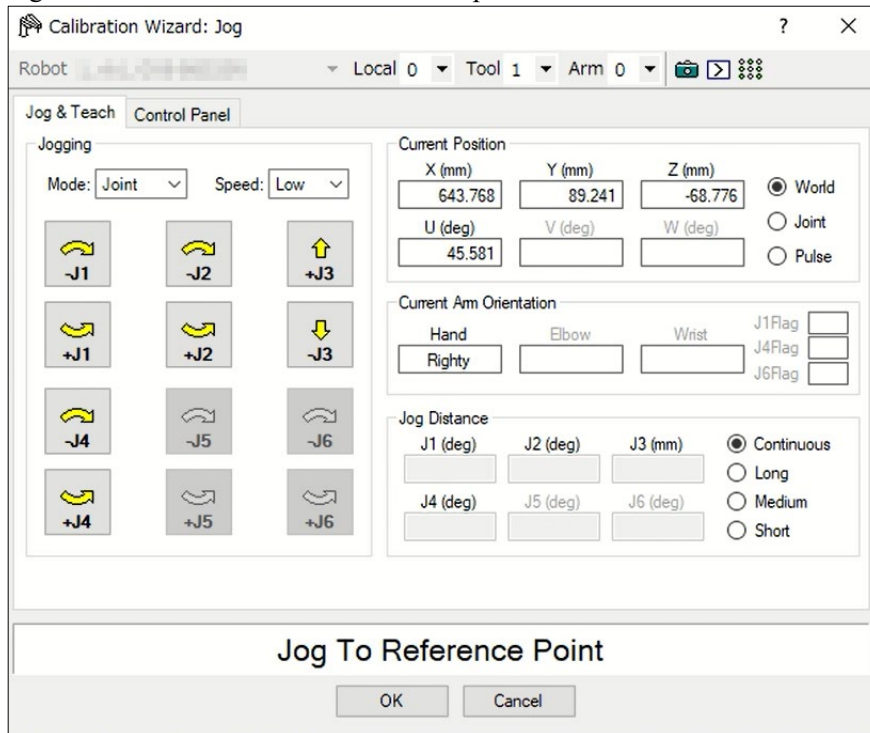 Calibration Wizard: Jog ? ×
Robot Local 0 Tool 1 Arm 0
Jog & Teach Control Panel
Jogging
Mode: Joint Speed: Low
-J1 -J2 +J3
+J1 +J2 -J3
-J4 -J5 -J6
+J4 +J5 +J6
Current Position
X (mm) Y (mm) Z (mm)
643.768 89.241 -68.776
U (deg) V (deg) W (deg)
45.581
World
Joint
Pulse
Current Arm Orientation
Hand Elbow Wrist
Righty
J1Flag
J4Flag
J6Flag
Jog Distance
J1 (deg) J2 (deg) J3 (mm)
J4 (deg) J5 (deg) J6 (deg)
Continuous
Long
Medium
Short
Jog To Reference Point
OK Cancel